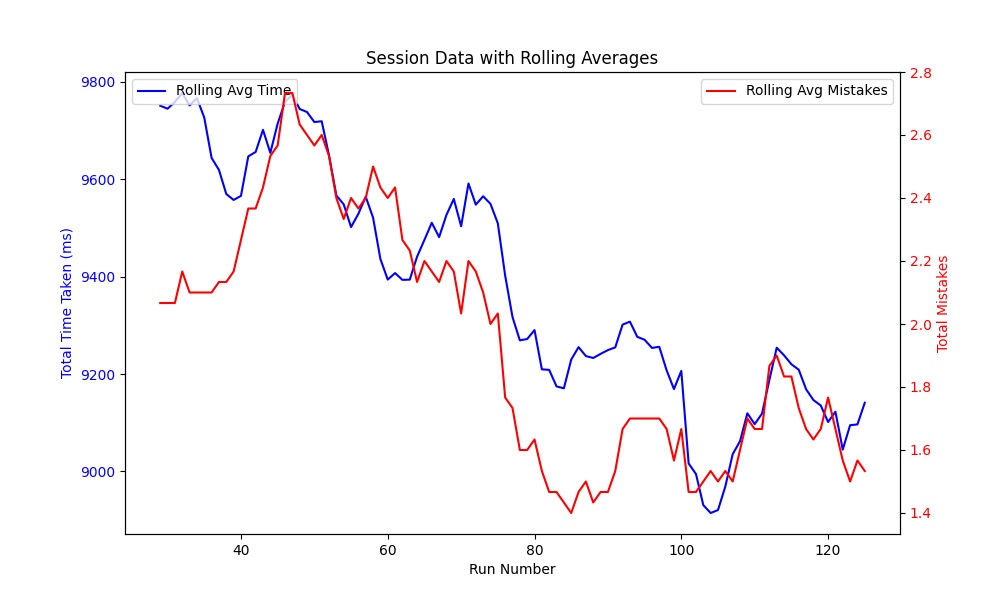 Session Data with Rolling Averages
Rolling Avg Time
Rolling Avg Mistakes
Total Time Taken (ms)
9800
9600
9400
9200
9000
2.8
2.6
2.4
2.2
2.0
1.8
1.6
1.4
Total Mistakes
40 60 80 100 120
Run Number